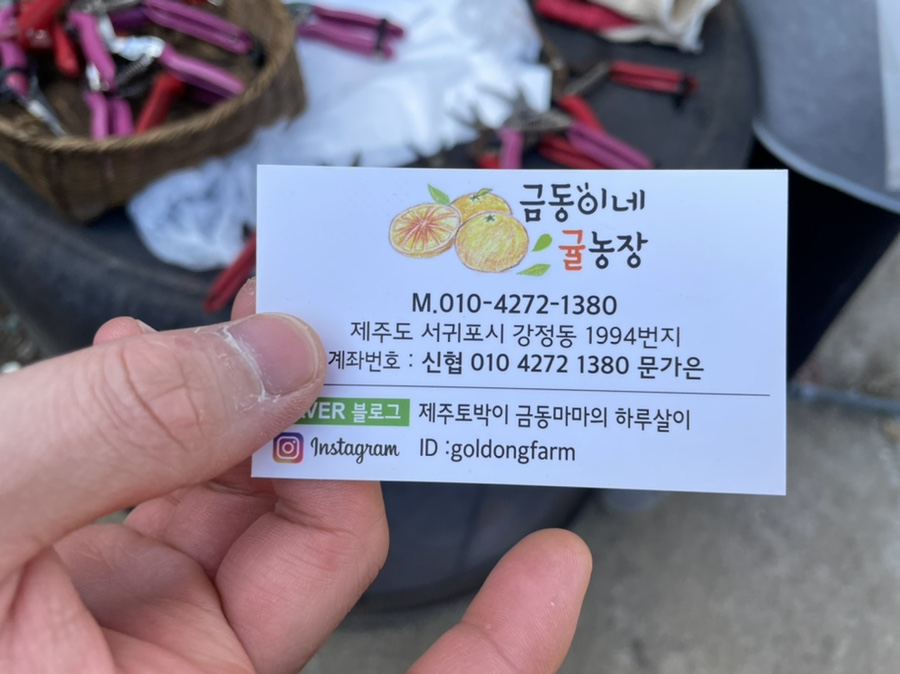 금동이네
귤농장
M.010-4272-1380
제주도 서귀포시 강정동 1994번지
계좌번호 : 신협 010 4272 1380 문가은
블로그 제주토박이 금동마마의 하루살이
Instagram ID :goldongfarm